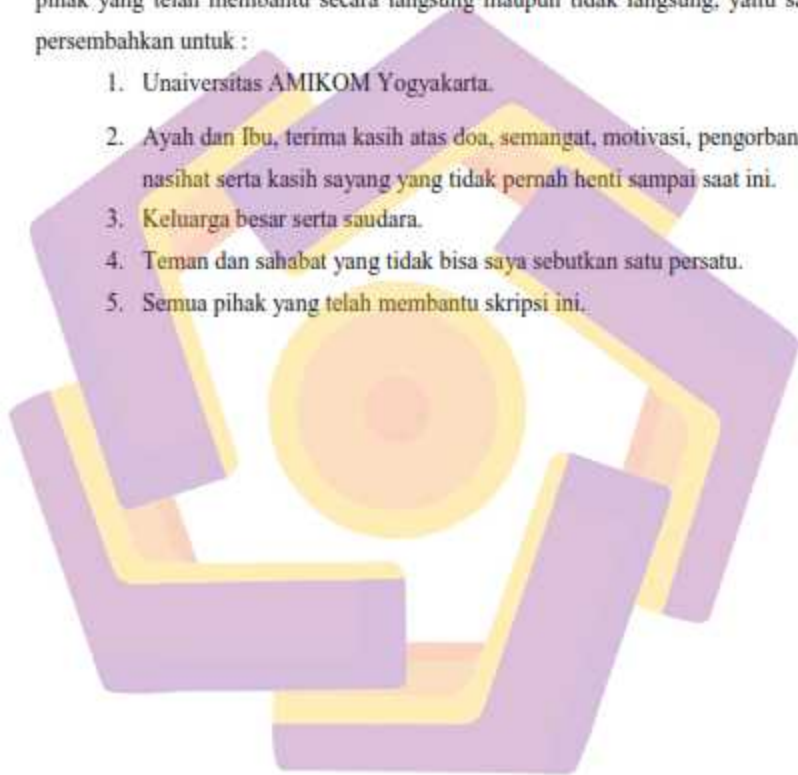 pihak yang telah membantu secara langsung maupun tidak langsung, yaitu
persembahkan untuk :
1. Unaiversitas AMIKOM Yogyakarta.
2. Ayah dan Ibu, terima kasih atas doa, semangat, motivasi, pengorban
nasihat serta kasih sayang yang tidak pernah henti sampai saat ini.
3. Keluarga besar serta saudara.
4. Teman dan sahabat yang tidak bisa saya sebutkan satu persatu.
5. Semua pihak yang telah membantu skripsi ini.